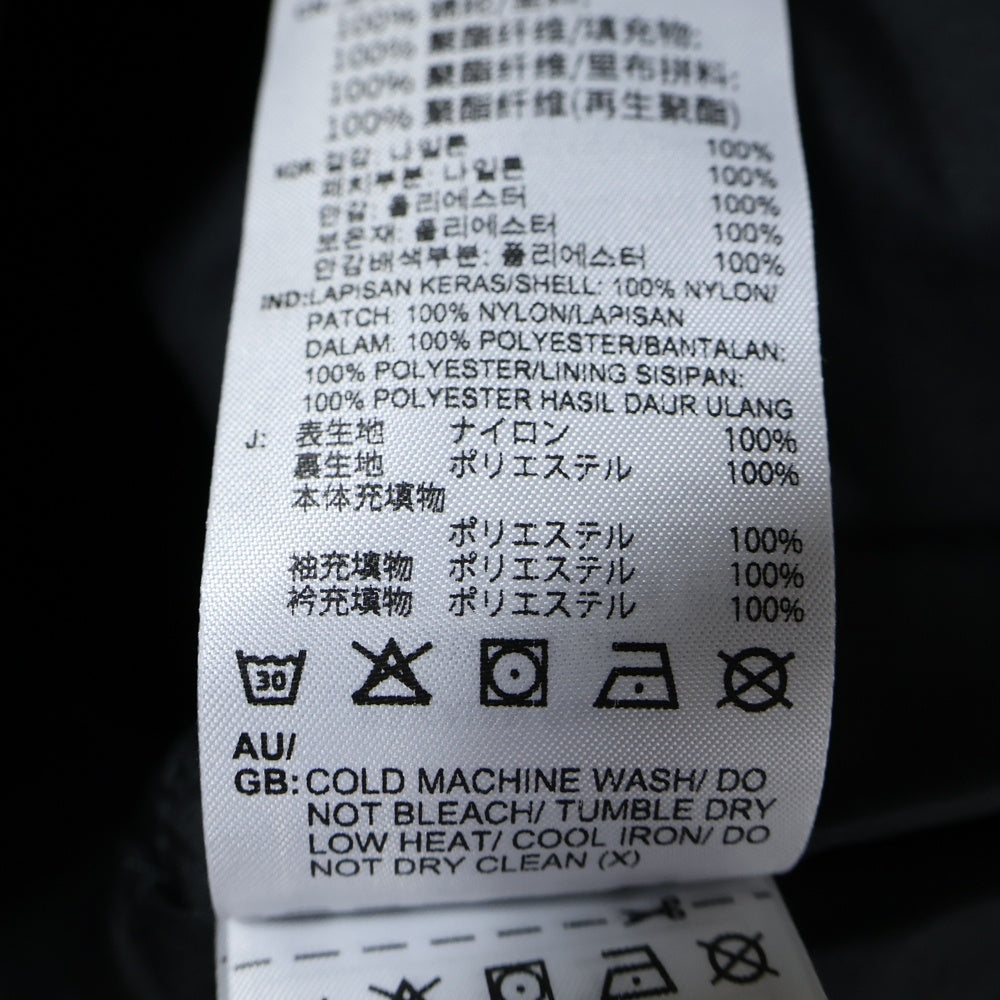 100%
100% 聚酯纤维/填充物:
100% 聚酯纤维/里布拼料:
100% 聚酯纤维(再生聚酯)
KOR: 겉감: 나일론 100%
패치부분: 나일론 100%
안감: 폴리에스터 100%
보온재: 폴리에스터 100%
안감배색부분: 폴리에스터 100%
IND:LAPISAN KERAS/SHELL: 100% NYLON/
PATCH: 100% NYLON/LAPISAN
DALAM: 100% POLYESTER/BANTALAN:
100% POLYESTER/LINING SISIPAN:
100% POLYESTER HASIL DAUR ULANG
J: 表生地 ナイロン 100%
裏生地 ポリエステル 100%
本体充填物
ポリエステル 100%
袖充填物 ポリエステル 100%
衿充填物 ポリエステル 100%
30
AU/
GB: COLD MACHINE WASH/ DO
NOT BLEACH/ TUMBLE DRY
LOW HEAT/ COOL IRON/ DO
NOT DRY CLEAN (X)